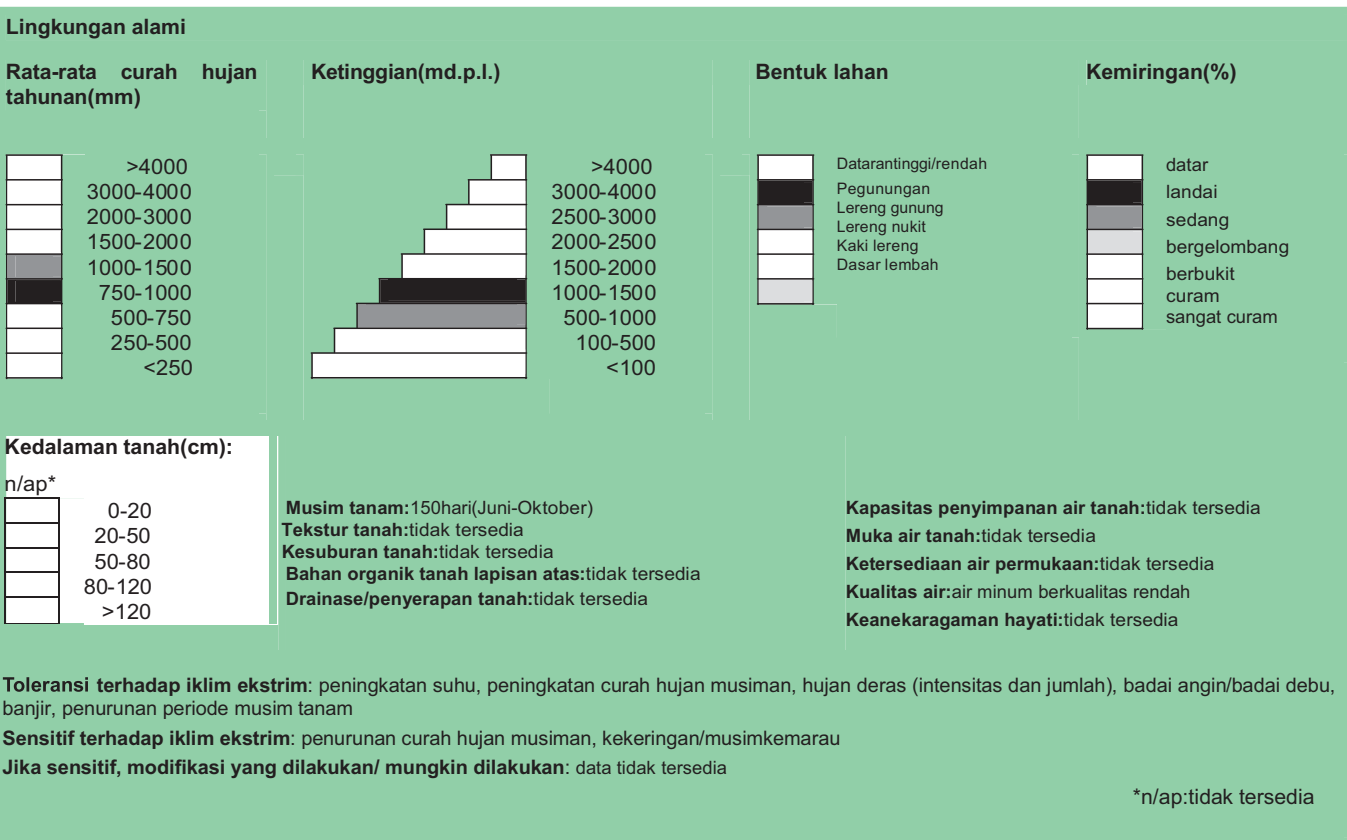 Lingkungan alami
Rata-rata curah hujan
tahunan(mm)
>4000
3000-4000
2000-3000
1500-2000
1000-1500
750-1000
500-750
250-500
<250
Ketinggian(md.p.l.)
>4000
3000-4000
2500-3000
2000-2500
1500-2000
1000-1500
500-1000
100-500
<100
Bentuk lahan
Datarantinggi/rendah
Pegunungan
Lereng gunung
Lereng nukit
Kaki lereng
Dasar lembah
Kemiringan(%)
datar
landai
sedang
bergelombang
berbukit
curam
sangat curam
Kedalaman tanah(cm):
n/ap*
0-20
20-50
50-80
80-120
>120
Musim tanam:150hari(Juni-Oktober)
Tekstur tanah:tidak tersedia
Kesuburan tanah:tidak tersedia
Bahan organik tanah lapisan atas:tidak tersedia
Drainase/penyerapan tanah:tidak tersedia
Kapasitas penyimpanan air tanah:tidak tersedia
Muka air tanah:tidak tersedia
Ketersediaan air permukaan:tidak tersedia
Kualitas air:air minum berkualitas rendah
Keanekaragaman hayati:tidak tersedia
Toleransi terhadap iklim ekstrim: peningkatan suhu, peningkatan curah hujan musiman, hujan deras (intensitas dan jumlah), badai angin/badai debu,
banjir, penurunan periode musim tanam
Sensitif terhadap iklim ekstrim: penurunan curah hujan musiman, kekeringan/musimkemarau
Jika sensitif, modifikasi yang dilakukan/ mungkin dilakukan: data tidak tersedia
*n/ap:tidak tersedia